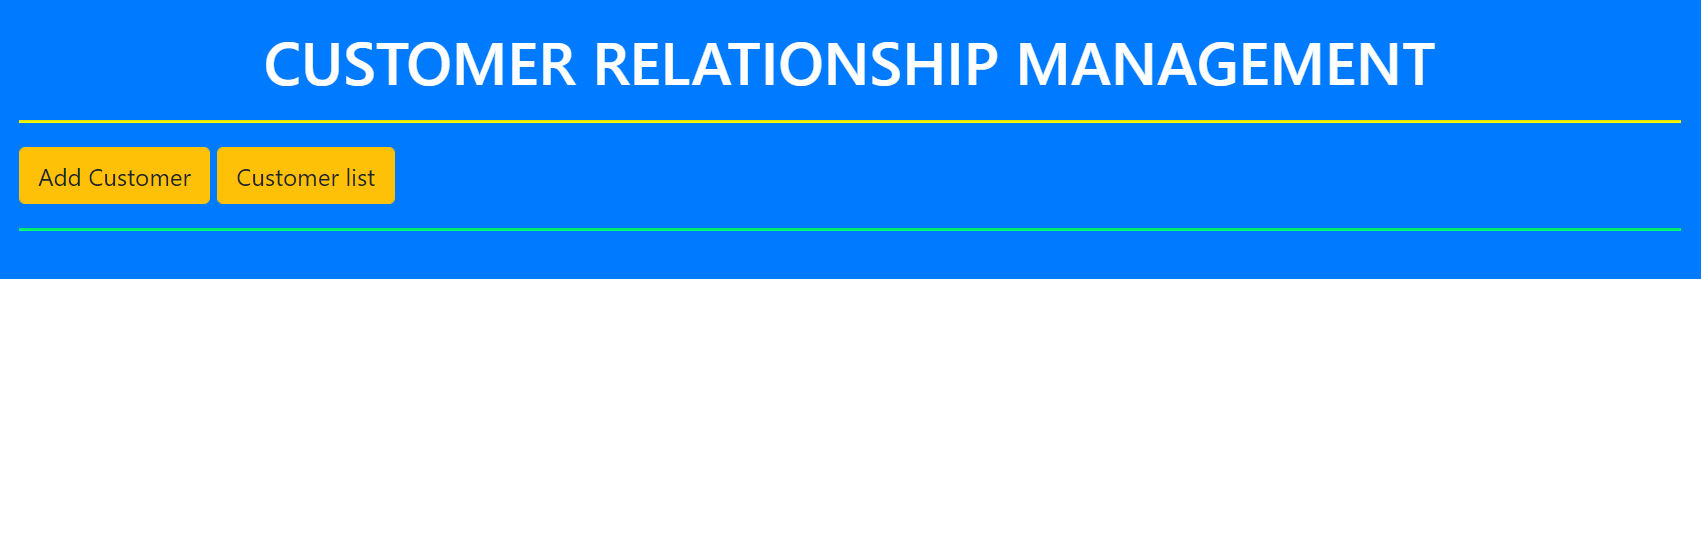 CUSTOMER RELATIONSHIP MANAGEMENT
Add Customer Customer list